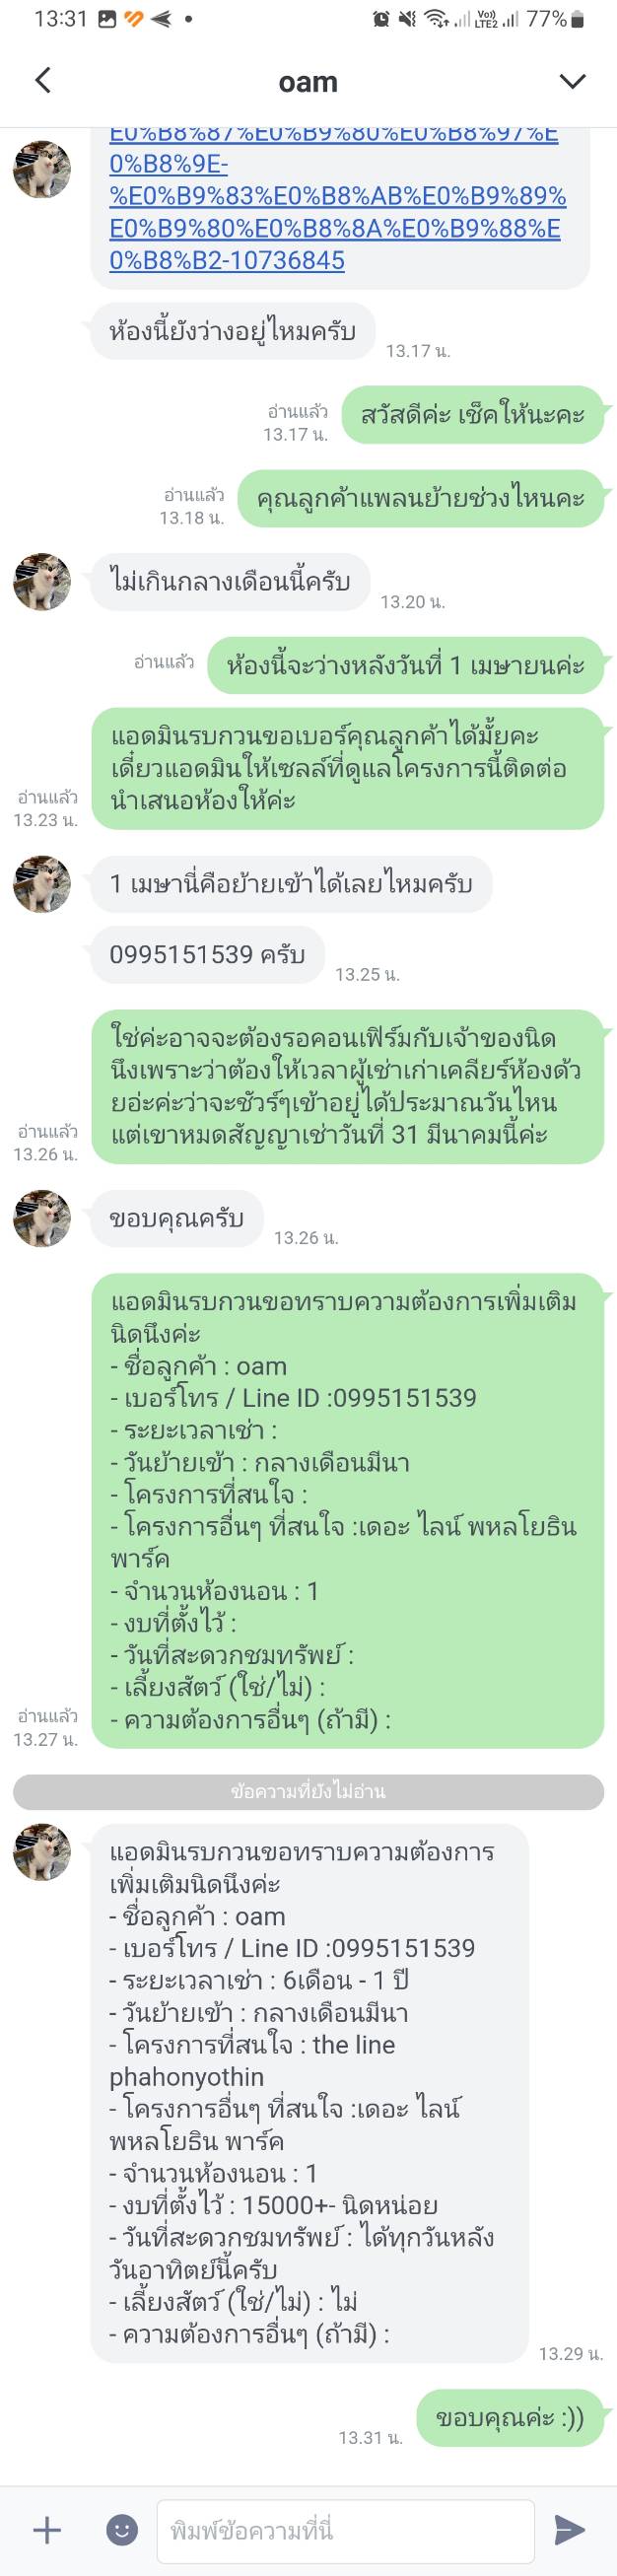 13:31
Vo)) LTE2
77%
oam
E0%B8%87%E0%B9%80%E0%B8%97%E
0%B8%9E-
%E0%B9%83%E0%B8%AB%E0%B9%89%
E0%B9%80%E0%B8%8A%E0%B9%88%E
0%B8%B2-10736845
ห้องนี้ยังว่างอยู่ไหมครับ
13.17 น.
สวัสดีค่ะ เช็คให้นะคะ
อ่านแล้ว
13.17 น.
คุณลูกค้าแพลนย้ายช่วงไหนคะ
อ่านแล้ว
13.18 น.
ไม่เกินกลางเดือนนี้ครับ
13.20 น.
ห้องนี้จะว่างหลังวันที่ 1 เมษายนค่ะ
อ่านแล้ว
แอดมินรบกวนขอเบอร์คุณลูกค้าได้มั้ยคะ
เดี๋ยวแอดมินให้เซลล์ที่ดูแลโครงการนี้ติดต่อ
นำเสนอห้องให้ค่ะ
อ่านแล้ว
13.23 น.
1 เมษานี่คือย้ายเข้าได้เลยไหมครับ
0995151539 ครับ
13.25 น.
ใช่ค่ะอาจจะต้องรอคอนเฟิร์มกับเจ้าของนิด
นึงเพราะว่าต้องให้เวลาผู้เช่าเก่าเคลียร์ห้องด้ว
ยอ่ะค่ะว่าจะชัวร์ๆเข้าอยู่ได้ประมาณวันไหน
แต่เขาหมดสัญญาเช่าวันที่ 31 มีนาคมนี้ค่ะ
อ่านแล้ว
13.26 น.
ขอบคุณครับ
13.26 น.
แอดมินรบกวนขอทราบความต้องการเพิ่มเติม
นิดนึงค่ะ
- ชื่อลูกค้า : oam
- เบอร์โทร / Line ID :0995151539
- ระยะเวลาเช่า :
- วันย้ายเข้า : กลางเดือนมีนา
- โครงการที่สนใจ :
- โครงการอื่นๆ ที่สนใจ :เดอะ ไลน์ พหลโยธิน
พาร์ค
- จำนวนห้องนอน : 1
- งบที่ตั้งไว้ :
- วันที่สะดวกชมทรัพย์ :
- เลี้ยงสัตว์ (ใช่/ไม่) :
- ความต้องการอื่นๆ (ถ้ามี) :
อ่านแล้ว
13.27 น.
ข้อความที่ยังไม่อ่าน
แอดมินรบกวนขอทราบความต้องการ
เพิ่มเติมนิดนึงค่ะ
- ชื่อลูกค้า : oam
- เบอร์โทร / Line ID :0995151539
- ระยะเวลาเช่า : 6เดือน - 1 ปี
- วันย้ายเข้า : กลางเดือนมีนา
- โครงการที่สนใจ : the line
phahonyothin
- โครงการอื่นๆ ที่สนใจ :เดอะ ไลน์
พหลโยธิน พาร์ค
- จำนวนห้องนอน : 1
- งบที่ตั้งไว้ : 15000+- นิดหน่อย
- วันที่สะดวกชมทรัพย์ : ได้ทุกวันหลัง
วันอาทิตย์นี้ครับ
- เลี้ยงสัตว์ (ใช่/ไม่) : ไม่
- ความต้องการอื่นๆ (ถ้ามี) :
13.29 น.
ขอบคุณค่ะ :))
13.31 น.
พิมพ์ข้อความที่นี่